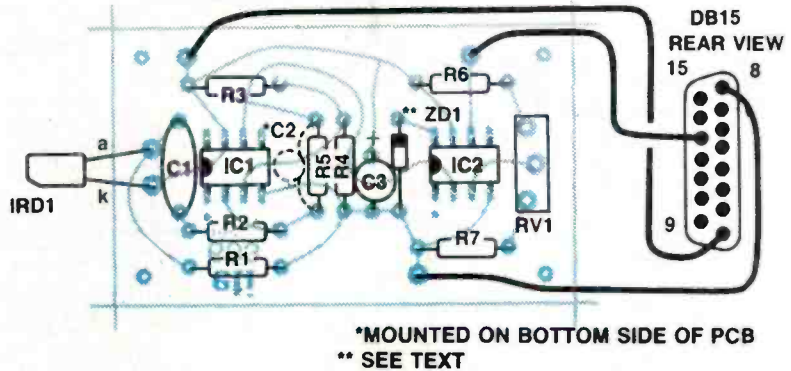 DB15
REAR VIEW
15 8
R6
R3
** ZD1
*C2
a
C1
IC1
R5
R4
C3
IC2
IRD1
k
R2
RV1
9
R7
R1
*MOUNTED ON BOTTOM SIDE OF PCB
** SEE TEXT